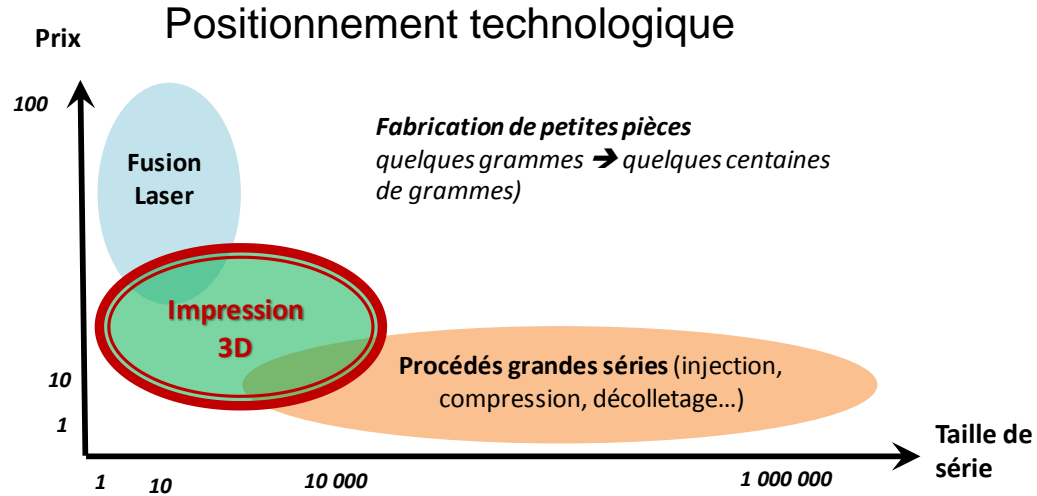 Positionnement technologique
Prix
100
Fabrication de petites pièces
quelques grammes ➔ quelques centaines
de grammes)
Fusion
Laser
Impression
3D
Procédés grandes séries (injection,
compression, décolletage…)
10
1
Taille de
série
1
10
10 000
1 000 000